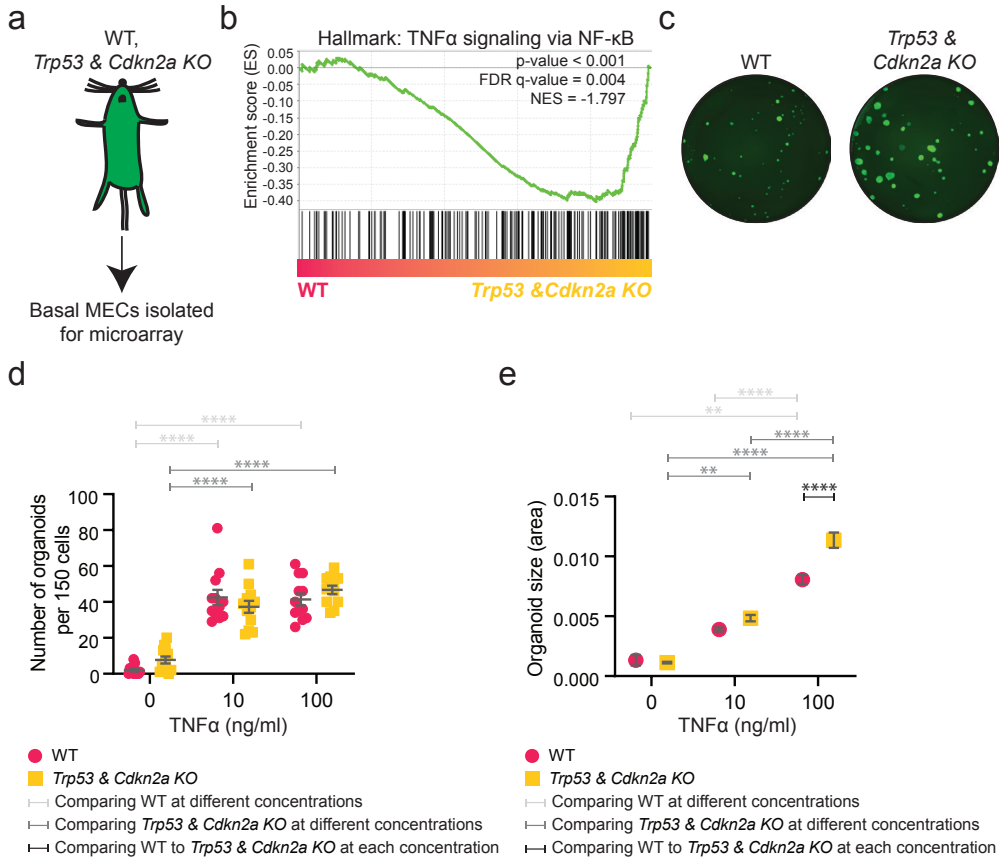 a
WT,
Trp53 & Cdkn2a KO
Basal MECs isolated
for microarray
b
Hallmark: TNFα signaling via NF-κB
p-value < 0.001
FDR q-value = 0.004
NES = -1.797
Enrichment score (ES)
0.05
0.00
-0.05
-0.10
-0.15
-0.20
-0.25
-0.30
-0.35
-0.40
WT
Trp53 &Cdkn2a KO
c
WT
Trp53 &
Cdkn2a KO
d
****
****
****
****
Number of organoids
per 150 cells
100
80
60
40
20
0
0 10 100
TNFα (ng/ml)
WT
Trp53 & Cdkn2a KO
Comparing WT at different concentrations
Comparing Trp53 & Cdkn2a KO at different concentrations
Comparing WT to Trp53 & Cdkn2a KO at each concentration
e
****
**
****
****
**
****
Organoid size (area)
0.015
0.010
0.005
0.000
0 10 100
TNFα (ng/ml)
WT
Trp53 & Cdkn2a KO
Comparing WT at different concentrations
Comparing Trp53 & Cdkn2a KO at different concentrations
Comparing WT to Trp53 & Cdkn2a KO at each concentration